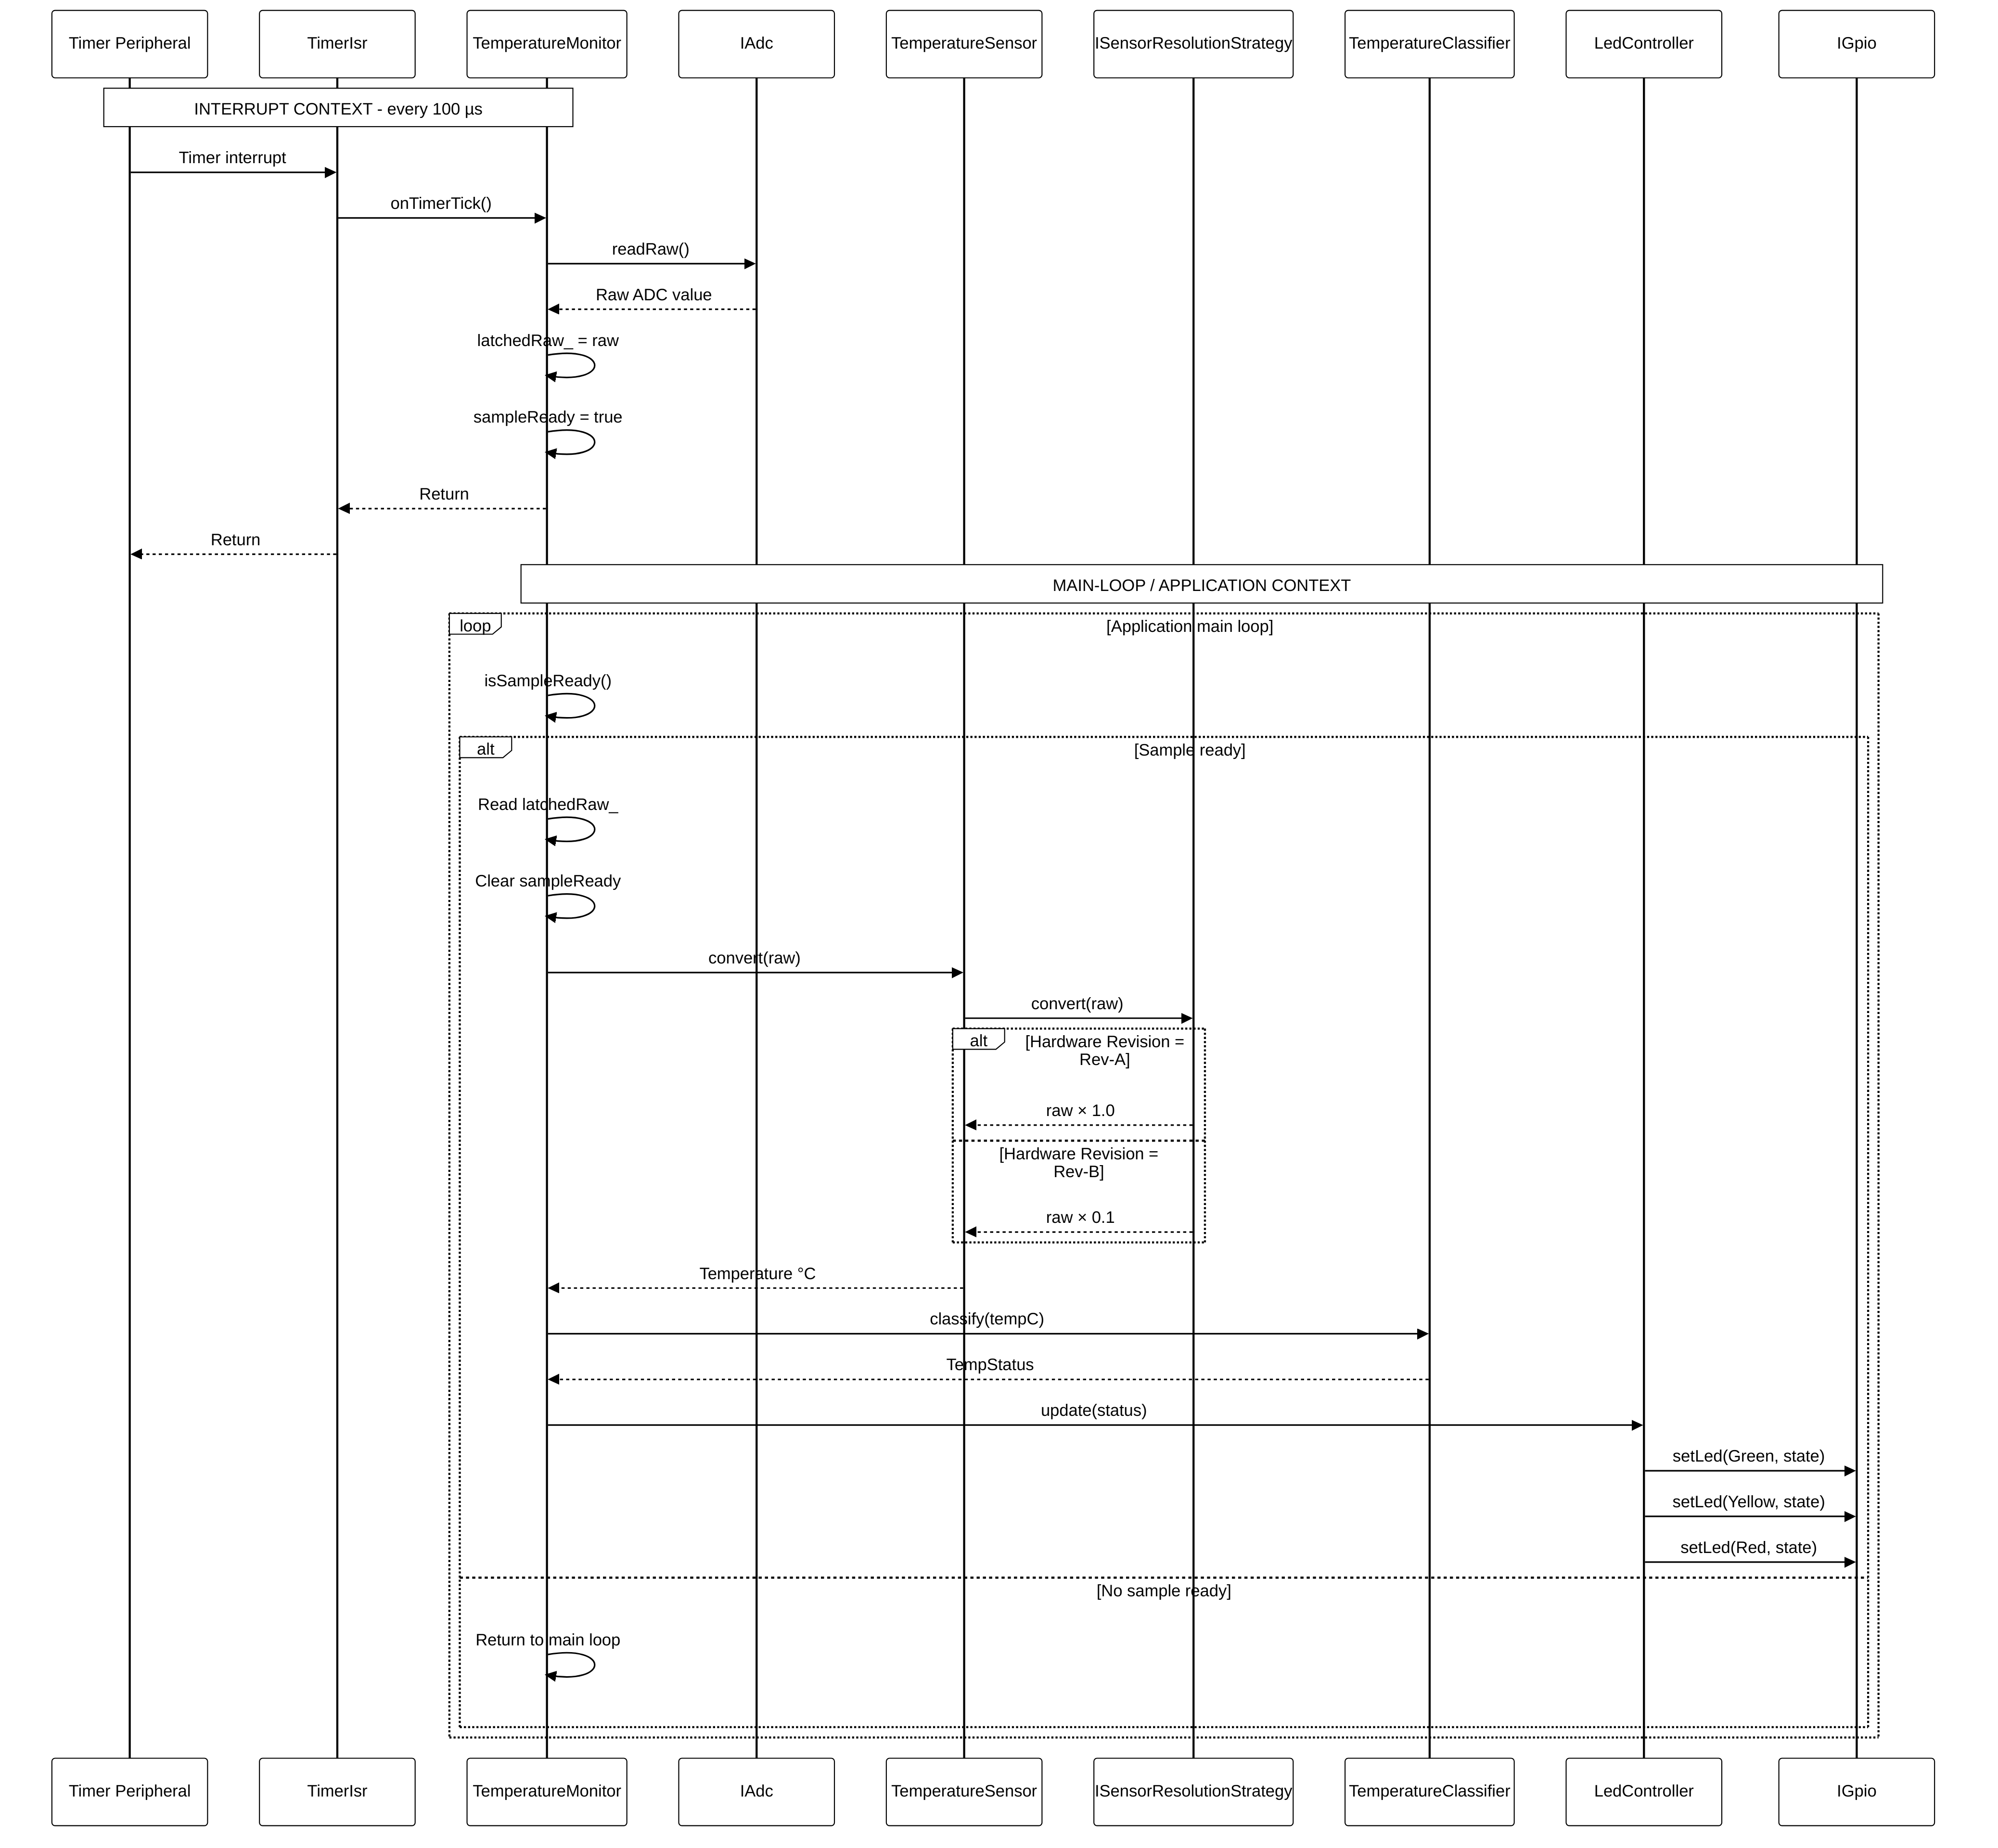 Timer Peripheral
TimerIsr
TemperatureMonitor
IAdc
TemperatureSensor
ISensorResolutionStrategy
TemperatureClassifier
LedController
IGpio
INTERRUPT CONTEXT - every 100 µs
Timer interrupt
onTimerTick()
readRaw()
Raw ADC value
latchedRaw_ = raw
sampleReady = true
Return
Return
MAIN-LOOP / APPLICATION CONTEXT
loop
[Application main loop]
isSampleReady()
alt
[Sample ready]
Read latchedRaw_
Clear sampleReady
convert(raw)
convert(raw)
alt
[Hardware Revision =
Rev-A]
raw × 1.0
[Hardware Revision =
Rev-B]
raw × 0.1
Temperature °C
classify(tempC)
TempStatus
update(status)
setLed(Green, state)
setLed(Yellow, state)
setLed(Red, state)
[No sample ready]
Return to main loop
Timer Peripheral
TimerIsr
TemperatureMonitor
IAdc
TemperatureSensor
ISensorResolutionStrategy
TemperatureClassifier
LedController
IGpio